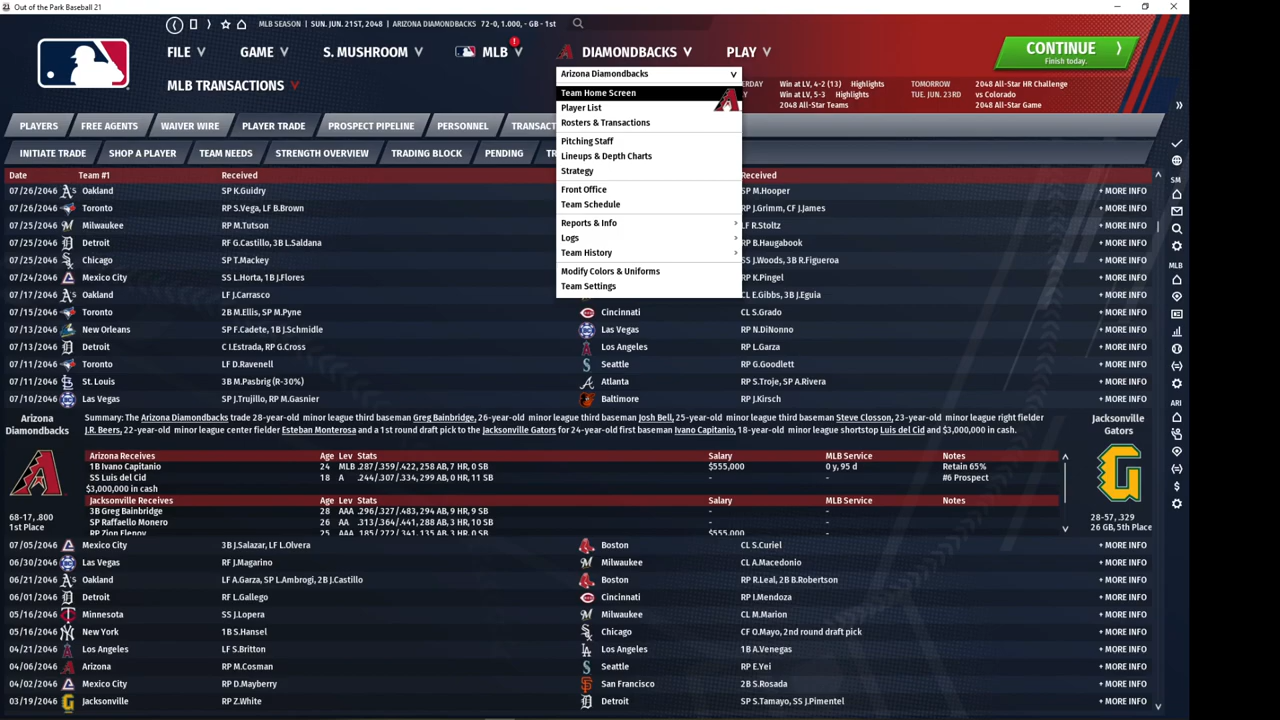 Out of the Park Baseball 21
MLB SEASON | SUN. JUN. 21ST, 2048 | ARIZONA DIAMONDBACKS 72-0, 1.000, - GB - 1st
FILE GAME S. MUSHROOM MLB DIAMONDBACKS PLAY
CONTINUE
Finish today.
MLB TRANSACTIONS
Arizona Diamondbacks
Team Home Screen
Player List
Rosters & Transactions
Pitching Staff
Lineups & Depth Charts
Strategy
Front Office
Team Schedule
Reports & Info
Logs
Team History
Modify Colors & Uniforms
Team Settings
Win at LV, 4-2 (13) Highlights
Win at LV, 5-3 Highlights
2048 All-Star Teams
TOMORROW 2048 All-Star HR Challenge
TUE. JUN. 23RD vs Colorado
2048 All-Star Game
PLAYERS FREE AGENTS WAIVER WIRE PLAYER TRADE PROSPECT PIPELINE PERSONNEL
INITIATE TRADE SHOP A PLAYER TEAM NEEDS STRENGTH OVERVIEW TRADING BLOCK PENDING
Date Team #1 Received Received
07/26/2046 Oakland SP K.Guidry SP M.Hooper + MORE INFO
07/26/2046 Toronto RP S.Vega, LF B.Brown RP J.Grimm, CF J.James + MORE INFO
07/25/2046 Milwaukee RP M.Tutson LF R.Stoltz + MORE INFO
07/25/2046 Detroit RF G.Castillo, 3B L.Saldana RP B.Haugabook + MORE INFO
07/25/2046 Chicago SP T.Mackey SS J.Woods, 3B R.Figueroa + MORE INFO
07/24/2046 Mexico City SS L.Horta, 1B J.Flores RP K.Pingel + MORE INFO
07/17/2046 Oakland LF J.Carrasco CL E.Gibbs, 3B J.Eguia + MORE INFO
07/15/2046 Toronto 2B M.Ellis, SP M.Pyne Cincinnati CL S.Grado + MORE INFO
07/13/2046 New Orleans SP F.Cadete, 1B J.Schmidle Las Vegas RP N.DiNonno + MORE INFO
07/13/2046 Detroit C I.Estrada, RP G.Cross Los Angeles RP L.Garza + MORE INFO
07/11/2046 Toronto LF D.Ravenell Seattle RP G.Goodlett + MORE INFO
07/11/2046 St. Louis 3B M.Pasbrig (R-30%) Atlanta RP S.Troje, SP A.Rivera + MORE INFO
07/10/2046 Las Vegas SP J.Trujillo, RP M.Gasnier Baltimore RP J.Kirsch + MORE INFO
Arizona Diamondbacks
Summary: The Arizona Diamondbacks trade 28-year-old minor league third baseman Greg Bainbridge, 26-year-old minor league third baseman Josh Bell, 25-year-old minor league third baseman Steve Closson, 23-year-old minor league right fielder
J.R. Beers, 22-year-old minor league center fielder Esteban Monterosa and a 1st round draft pick to the Jacksonville Gators for 24-year-old first baseman Ivano Capitanio, 18-year-old minor league shortstop Luis del Cid and $3,000,000 in cash.
Jacksonville Gators
Arizona Receives Age Lev Stats Salary MLB Service Notes
1B Ivano Capitanio 24 MLB .287/.359/.422, 258 AB, 7 HR, 0 SB $555,000 0 y, 95 d Retain 65%
SS Luis del Cid 18 A .244/.307/.334, 299 AB, 0 HR, 11 SB - - #6 Prospect
$3,000,000 in cash
Jacksonville Receives Age Lev Stats Salary MLB Service Notes
3B Greg Bainbridge 28 AAA .296/.327/.483, 294 AB, 9 HR, 9 SB - -
SP Raffaello Monero 26 AA .313/.364/.441, 288 AB, 3 HR, 10 SB - -
68-17, .800
1st Place
28-57, .329
26 GB, 5th Place
07/05/2046 Mexico City 3B J.Salazar, LF L.Olvera Boston CL S.Curiel + MORE INFO
06/30/2046 Las Vegas RF J.Magarino Milwaukee CL A.Macedonio + MORE INFO
06/21/2046 Oakland LF A.Garza, SP L.Ambrogi, 2B J.Castillo Boston RP R.Leal, 2B B.Robertson + MORE INFO
06/01/2046 Detroit RF L.Gallego Cincinnati RP I.Mendoza + MORE INFO
05/16/2046 Minnesota SS J.Lopera Milwaukee CL M.Marion + MORE INFO
05/16/2046 New York 1B S.Hansel Chicago CF O.Mayo, 2nd round draft pick + MORE INFO
04/21/2046 Los Angeles LF S.Britton Los Angeles 1B A.Venegas + MORE INFO
04/06/2046 Arizona RP M.Cosman Seattle RP E.Yei + MORE INFO
04/02/2046 Mexico City RP D.Mayberry San Francisco 2B S.Rosada + MORE INFO
03/19/2046 Jacksonville RP Z.White Detroit SP S.Tamayo, SS J.Pimentel + MORE INFO
SM
MLB
ARI